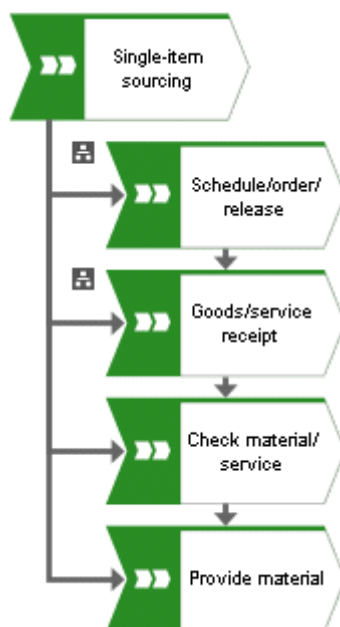 Single-item
sourcing
Schedule/order/
release
Goods/service
receipt
Check material/
service
Provide material